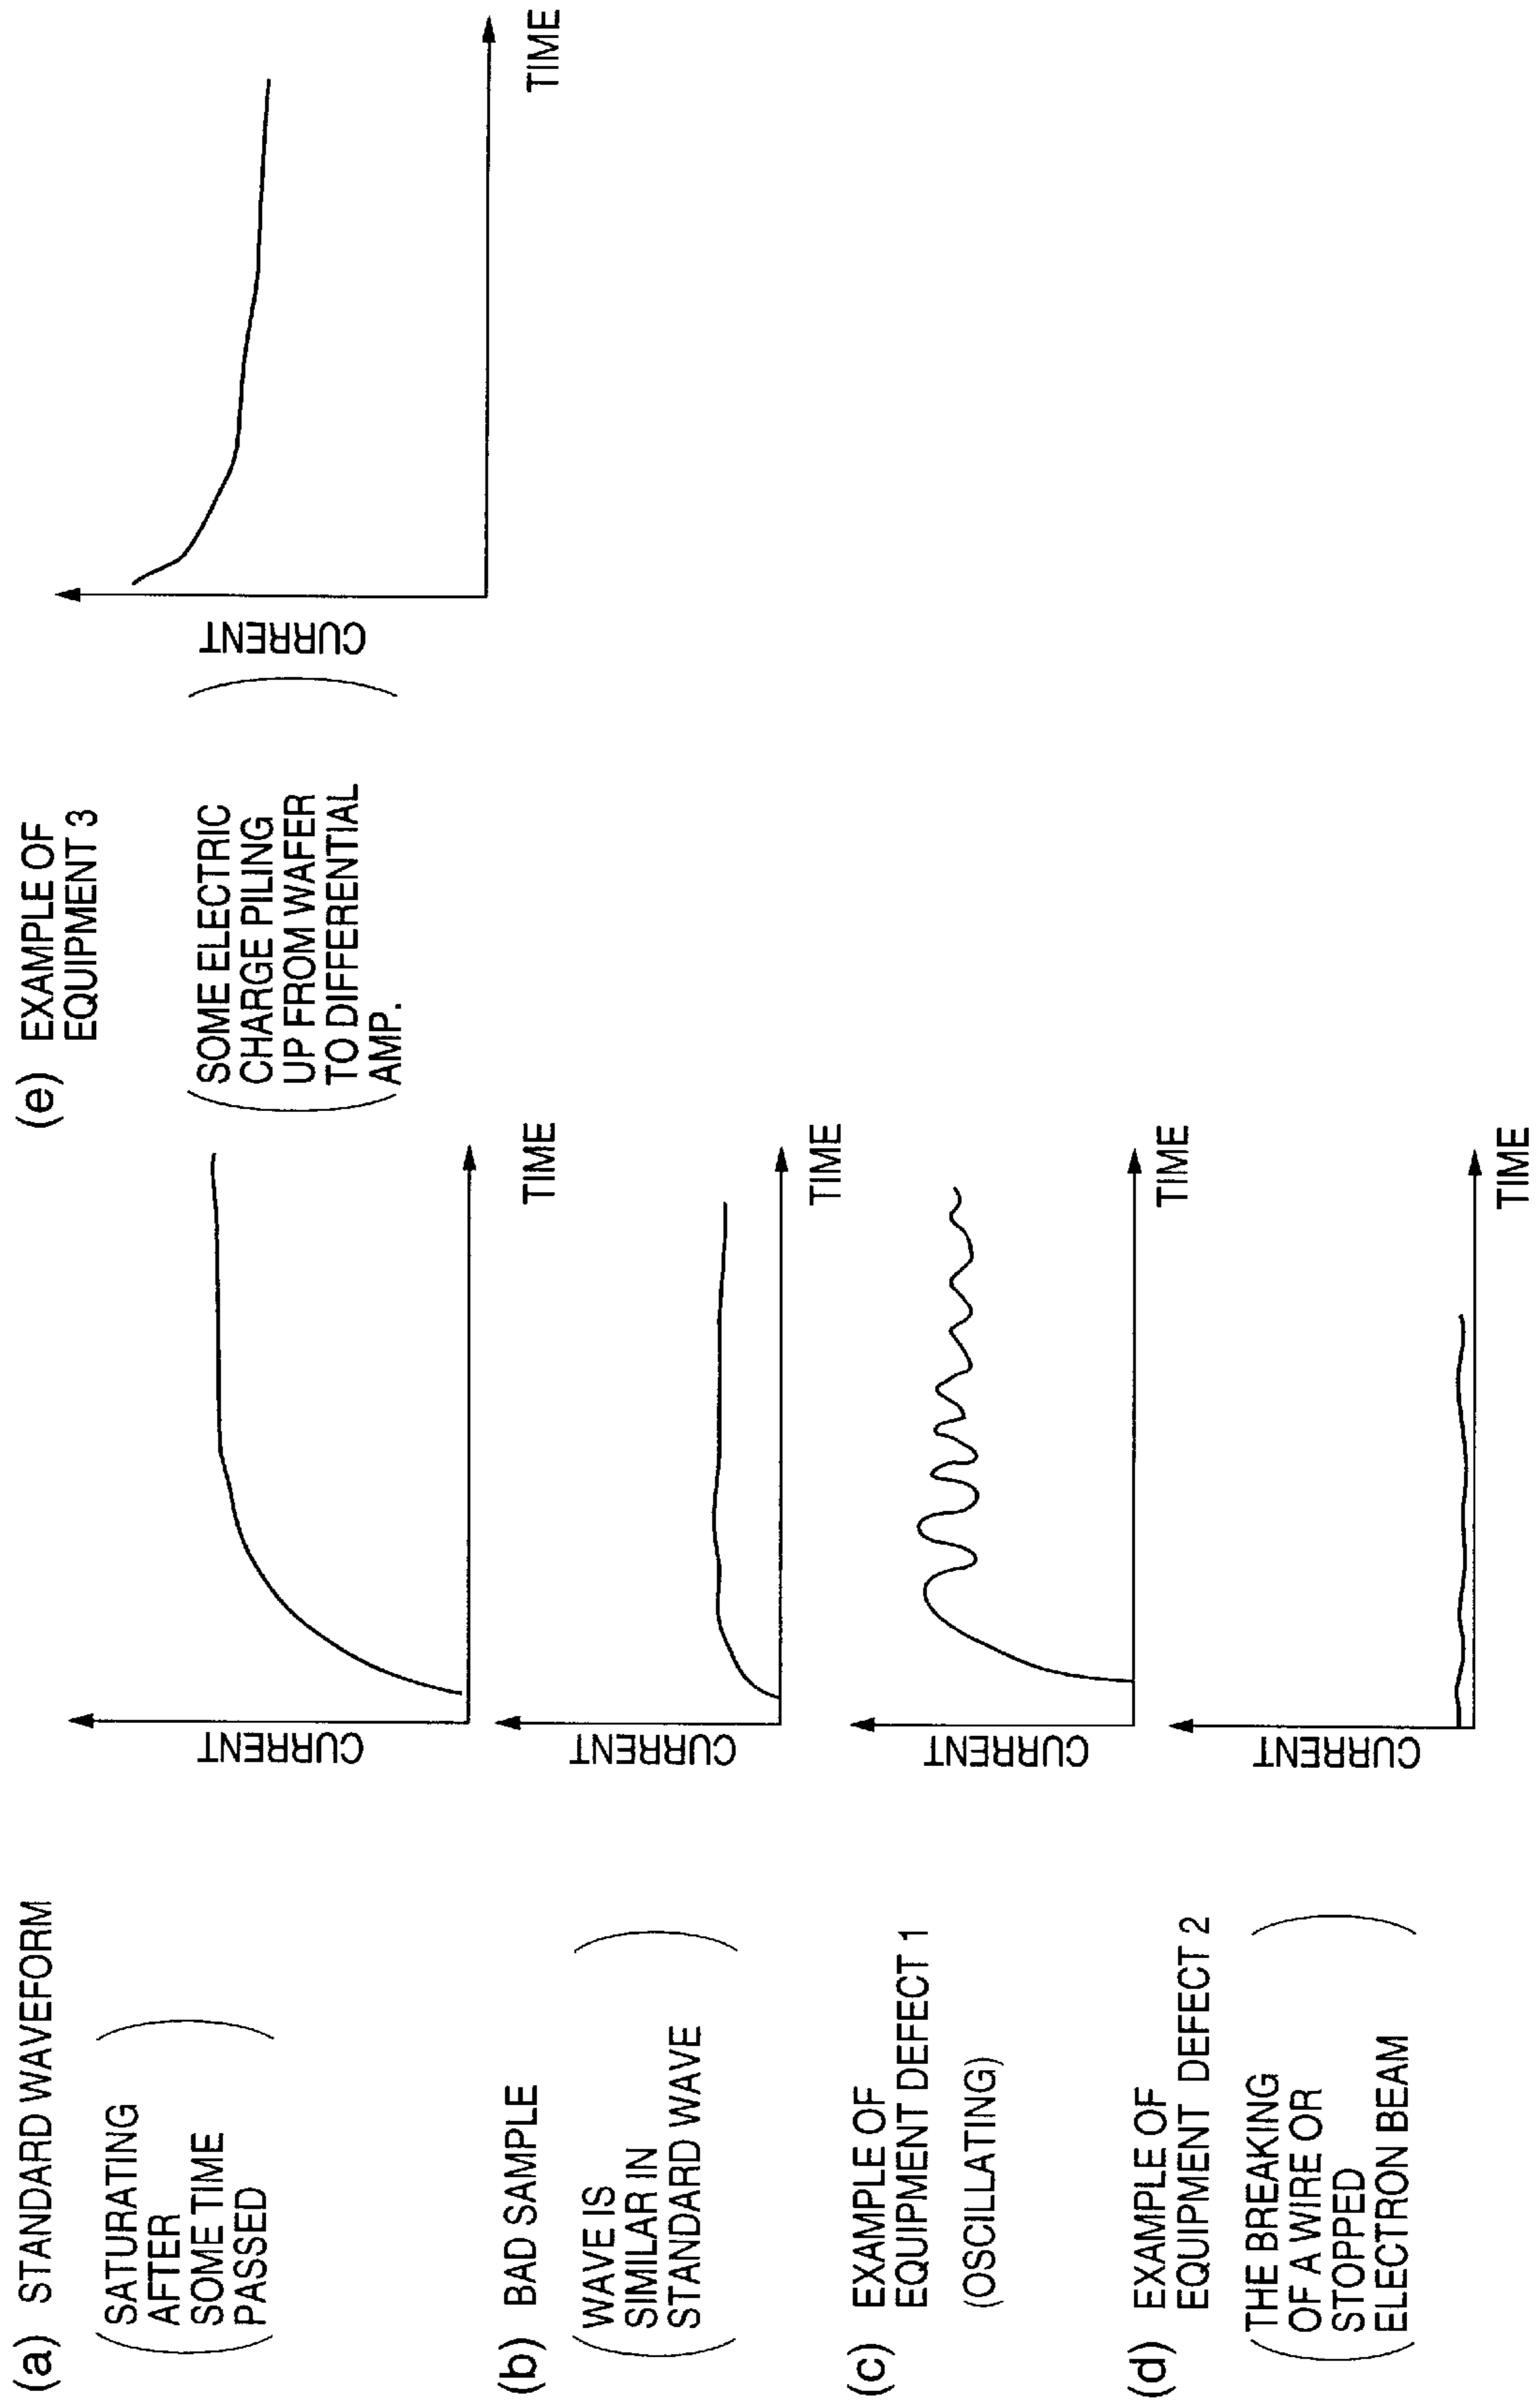 (a) STANDARD WAVEFORM
(SATURATING
AFTER
SOME TIME
PASSED)
CURRENT
TIME
(b) BAD SAMPLE
(WAVE IS
SIMILAR IN
STANDARD WAVE)
CURRENT
TIME
(c) EXAMPLE OF
EQUIPMENT DEFECT 1
(OSCILLATING)
CURRENT
TIME
(d) EXAMPLE OF
EQUIPMENT DEFECT 2
(THE BREAKING
OF A WIRE OR
STOPPED
ELECTRON BEAM)
CURRENT
TIME
(e) EXAMPLE OF
EQUIPMENT 3
(SOME ELECTRIC
CHARGE PILING
UP FROM WAFER
TO DIFFERENTIAL
AMP.)
CURRENT
TIME